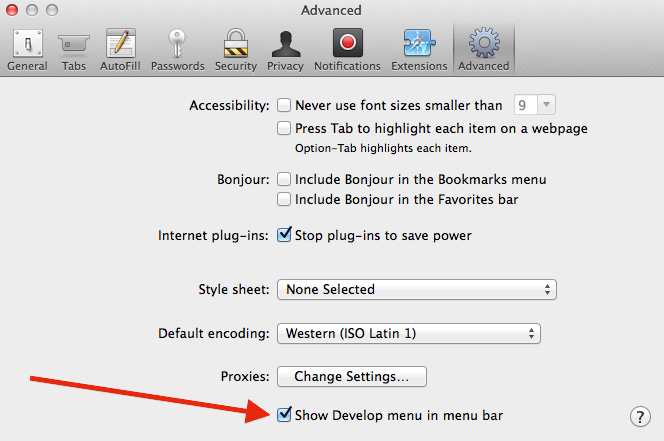 Advanced
General Tabs AutoFill Passwords Security Privacy Notifications Extensions Advanced
Accessibility: Never use font sizes smaller than 9
Press Tab to highlight each item on a webpage
Option-Tab highlights each item.
Bonjour: Include Bonjour in the Bookmarks menu
Include Bonjour in the Favorites bar
Internet plug-ins: Stop plug-ins to save power
Style sheet: None Selected
Default encoding: Western (ISO Latin 1)
Proxies: Change Settings...
Show Develop menu in menu bar ?